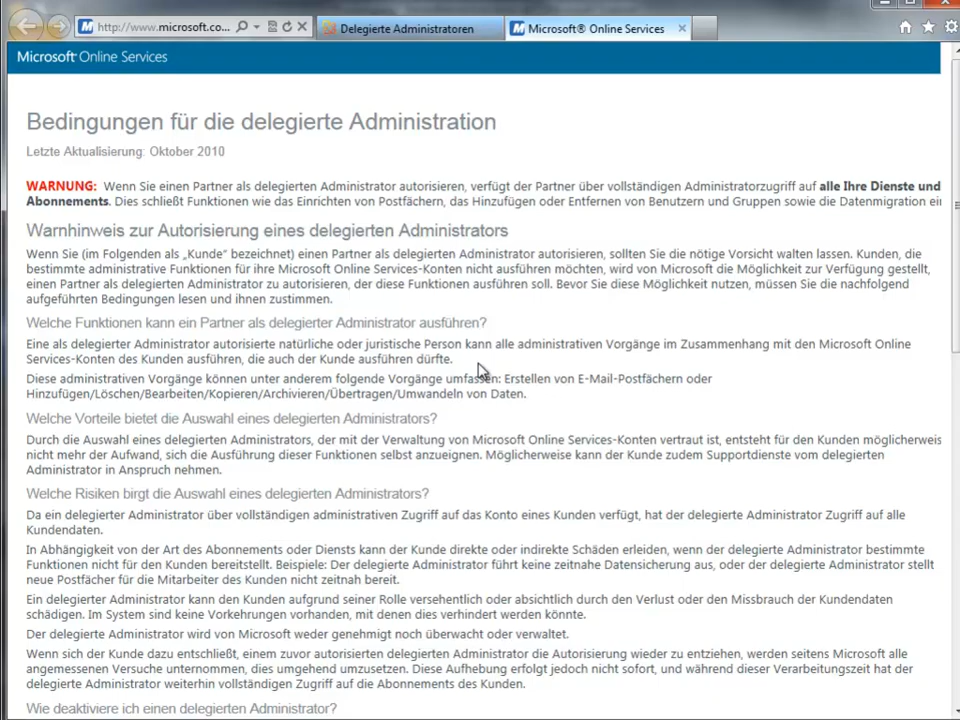 http://www.microsoft.co...
Delegierte Administratoren
Microsoft® Online Services
Microsoft® Online Services
Bedingungen für die delegierte Administration
Letzte Aktualisierung: Oktober 2010
WARNUNG: Wenn Sie einen Partner als delegierten Administrator autorisieren, verfügt der Partner über vollständigen Administratorzugriff auf alle Ihre Dienste und
Abonnements. Dies schließt Funktionen wie das Einrichten von Postfächern, das Hinzufügen oder Entfernen von Benutzern und Gruppen sowie die Datenmigration ein
Warnhinweis zur Autorisierung eines delegierten Administrators
Wenn Sie (im Folgenden als „Kunde" bezeichnet) einen Partner als delegierten Administrator autorisieren, sollten Sie die nötige Vorsicht walten lassen. Kunden, die
bestimmte administrative Funktionen für ihre Microsoft Online Services-Konten nicht ausführen möchten, wird von Microsoft die Möglichkeit zur Verfügung gestellt,
einen Partner als delegierten Administrator zu autorisieren, der diese Funktionen ausführen soll. Bevor Sie diese Möglichkeit nutzen, müssen Sie die nachfolgend
aufgeführten Bedingungen lesen und ihnen zustimmen.
Welche Funktionen kann ein Partner als delegierter Administrator ausführen?
Eine als delegierter Administrator autorisierte natürliche oder juristische Person kann alle administrativen Vorgänge im Zusammenhang mit den Microsoft Online
Services-Konten des Kunden ausführen, die auch der Kunde ausführen dürfte.
Diese administrativen Vorgänge können unter anderem folgende Vorgänge umfassen: Erstellen von E-Mail-Postfächern oder
Hinzufügen/Löschen/Bearbeiten/Kopieren/Archivieren/Übertragen/Umwandeln von Daten.
Welche Vorteile bietet die Auswahl eines delegierten Administrators?
Durch die Auswahl eines delegierten Administrators, der mit der Verwaltung von Microsoft Online Services-Konten vertraut ist, entsteht für den Kunden möglicherweis
nicht mehr der Aufwand, sich die Ausführung dieser Funktionen selbst anzueignen. Möglicherweise kann der Kunde zudem Supportdienste vom delegierten
Administrator in Anspruch nehmen.
Welche Risiken birgt die Auswahl eines delegierten Administrators?
Da ein delegierter Administrator über vollständigen administrativen Zugriff auf das Konto eines Kunden verfügt, hat der delegierte Administrator Zugriff auf alle
Kundendaten.
In Abhängigkeit von der Art des Abonnements oder Diensts kann der Kunde direkte oder indirekte Schäden erleiden, wenn der delegierte Administrator bestimmte
Funktionen nicht für den Kunden bereitstellt. Beispiele: Der delegierte Administrator führt keine zeitnahe Datensicherung aus, oder der delegierte Administrator stellt
neue Postfächer für die Mitarbeiter des Kunden nicht zeitnah bereit.
Ein delegierter Administrator kann den Kunden aufgrund seiner Rolle versehentlich oder absichtlich durch den Verlust oder den Missbrauch der Kundendaten
schädigen. Im System sind keine Vorkehrungen vorhanden, mit denen dies verhindert werden könnte.
Der delegierte Administrator wird von Microsoft weder genehmigt noch überwacht oder verwaltet.
Wenn sich der Kunde dazu entschließt, einem zuvor autorisierten delegierten Administrator die Autorisierung wieder zu entziehen, werden seitens Microsoft alle
angemessenen Versuche unternommen, dies umgehend umzusetzen. Diese Aufhebung erfolgt jedoch nicht sofort, und während dieser Verarbeitungszeit hat der
delegierte Administrator weiterhin vollständigen Zugriff auf die Abonnements des Kunden.
Wie deaktiviere ich einen delegierten Administrator?